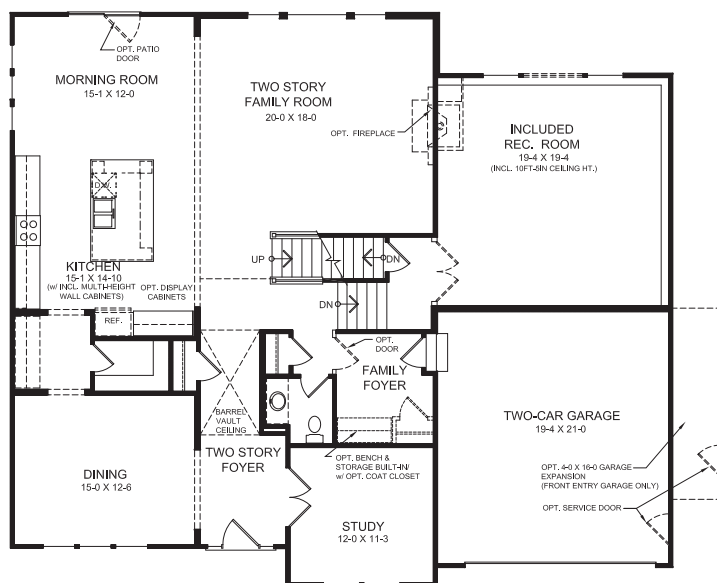 OPT. PATIO
DOOR
MORNING ROOM
15-1 X 12-0
TWO STORY
FAMILY ROOM
20-0 X 18-0
OPT. FIREPLACE
INCLUDED
REC. ROOM
19-4 X 19-4
(INCL. 10FT-5IN CEILING HT.)
D.W.
KITCHEN
15-1 X 14-10
(w/ INCL. MULTI-HEIGHT
WALL CABINETS)
OPT. DISPLAY
CABINETS
REF.
UP
DN
DN
OPT.
DOOR
FAMILY
FOYER
BARREL
VAULT
CEILING
TWO STORY
FOYER
TWO-CAR GARAGE
19-4 X 21-0
OPT. 4-0 X 16-0 GARAGE
EXPANSION
(FRONT ENTRY GARAGE ONLY)
OPT. SERVICE DOOR
DINING
15-0 X 12-6
OPT. BENCH &
STORAGE BUILT-IN/
w/ OPT. COAT CLOSET
STUDY
12-0 X 11-3